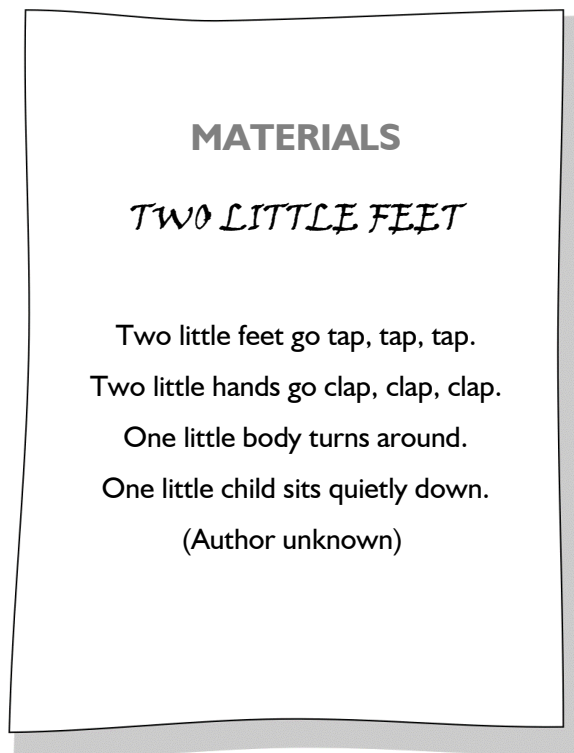 MATERIALS
TWO LITTLE FEET
Two little feet go tap, tap, tap.
Two little hands go clap, clap, clap.
One little body turns around.
One little child sits quietly down.
(Author unknown)